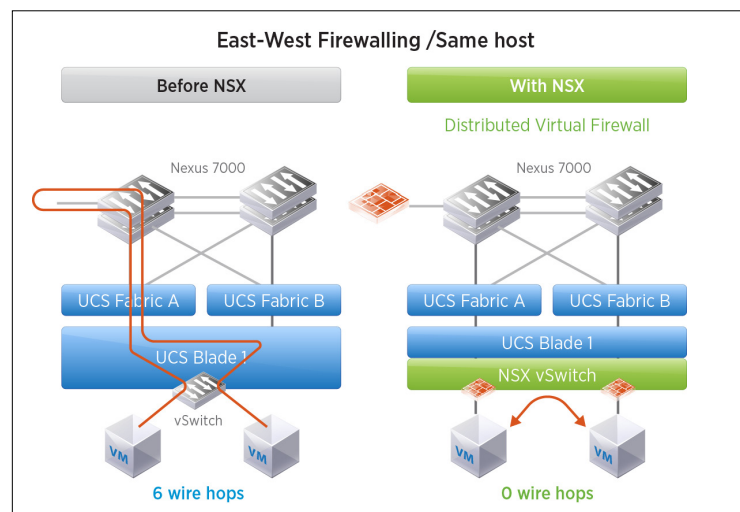 East-West Firewalling /Same host
Before NSX
With NSX
Distributed Virtual Firewall
Nexus 7000
Nexus 7000
UCS Fabric A
UCS Fabric B
UCS Fabric A
UCS Fabric B
UCS Blade 1
UCS Blade 1
NSX vSwitch
vSwitch
VM
VM
VM
VM
6 wire hops
0 wire hops